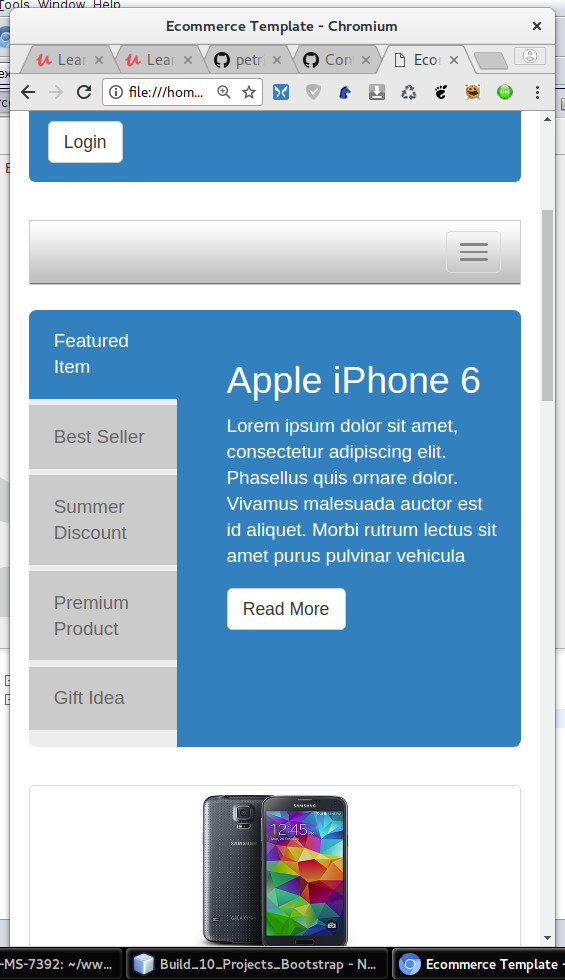 Tools Window Help
Ecommerce Template - Chromium
Lear
Lear
petr
Con
Ecor
file:///hom...
ON
Login
Featured
Item
Apple iPhone 6
Lorem ipsum dolor sit amet,
consectetur adipiscing elit.
Phasellus quis ornare dolor.
Vivamus malesuada auctor est
id aliquet. Morbi rutrum lectus sit
amet purus pulvinar vehicula
Read More
Best Seller
Summer
Discount
Premium
Product
Gift Idea
SAMSUNG
SAMSUNG
12:45
-MS-7392: ~/ww...
Build_10_Projects_Bootstrap - N...
Ecommerce Template -